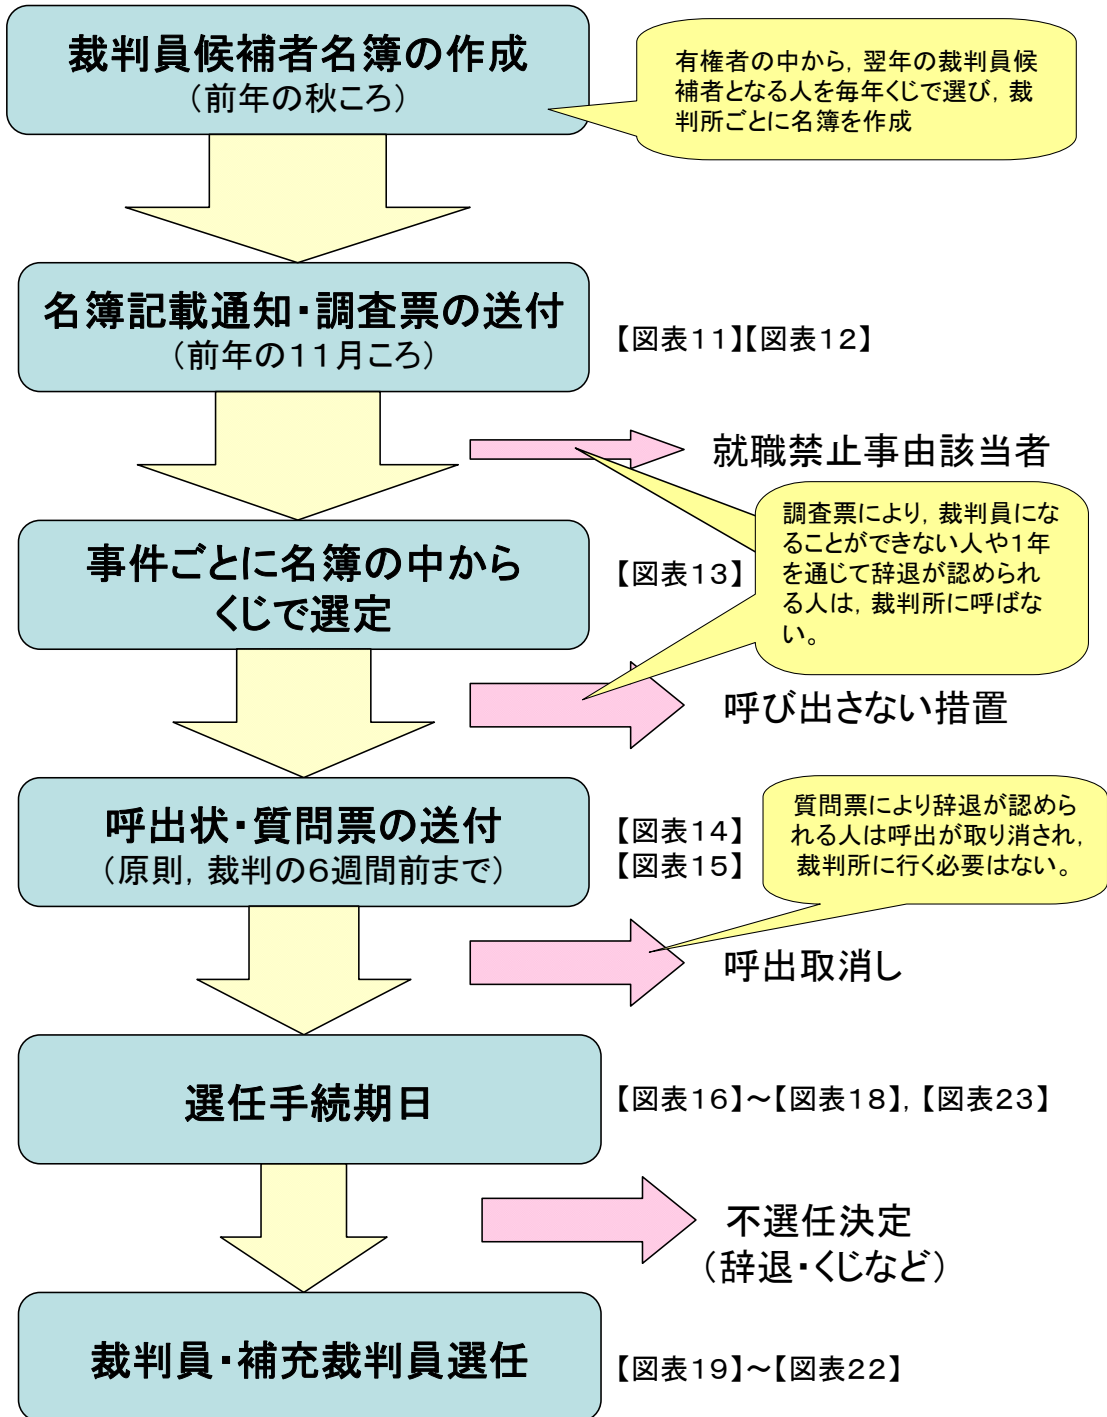 裁判員候補者名簿の作成
（前年の秋ころ）
有権者の中から，翌年の裁判員候
補者となる人を毎年くじで選び，裁
判所ごとに名簿を作成
名簿記載通知・調査票の送付
（前年の１１月ころ）
【図表１１】【図表１２】
就職禁止事由該当者
調査票により，裁判員にな
ることができない人や１年
を通じて辞退が認められ
る人は，裁判所に呼ばな
い。
事件ごとに名簿の中から
くじで選定
【図表１３】
呼び出さない措置
呼出状・質問票の送付
（原則，裁判の６週間前まで）
【図表１４】
【図表１５】
質問票により辞退が認めら
れる人は呼出が取り消され，
裁判所に行く必要はない。
呼出取消し
選任手続期日
【図表１６】～【図表１８】，【図表２３】
不選任決定
（辞退・くじなど）
裁判員・補充裁判員選任
【図表１９】～【図表２２】